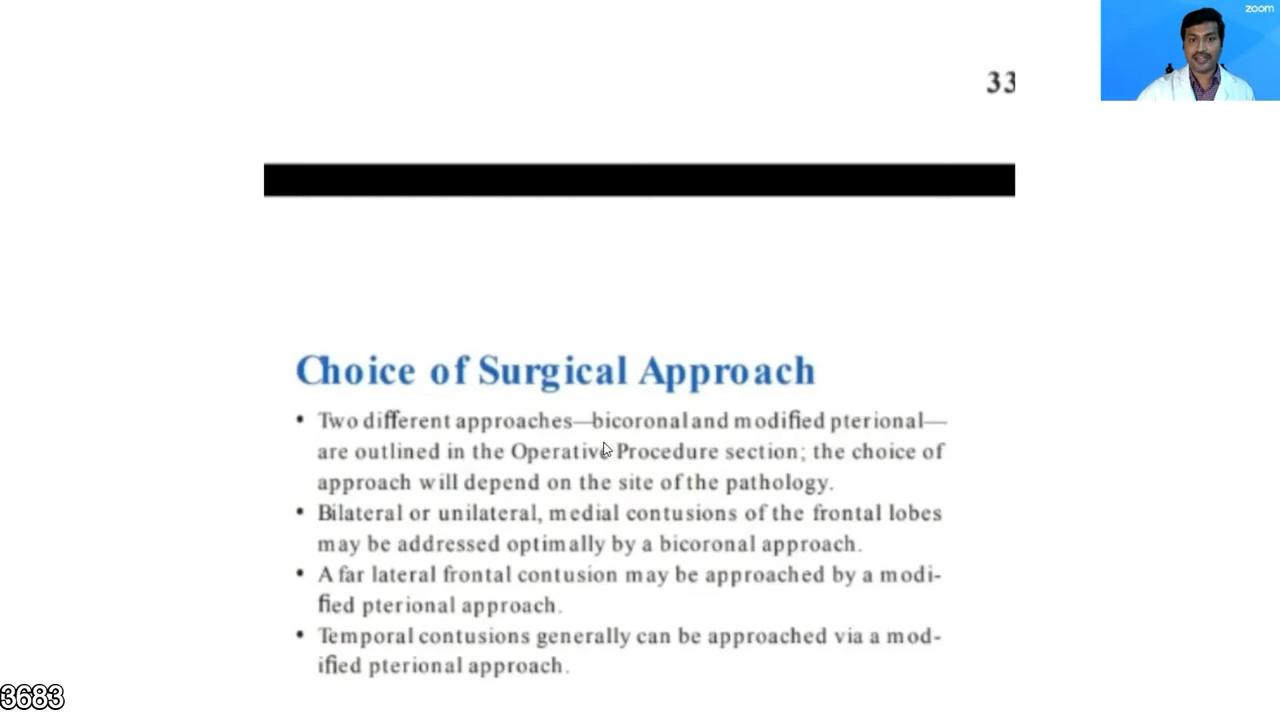 zoom
33
Choice of Surgical Approach
• Two different approaches—bicoronal and modified pterional—
are outlined in the Operative Procedure section; the choice of
approach will depend on the site of the pathology.
• Bilateral or unilateral, medial contusions of the frontal lobes
may be addressed optimally by a bicoronal approach.
• A far lateral frontal contusion may be approached by a modi-
fied pterional approach.
• Temporal contusions generally can be approached via a mod-
ified pterional approach.
3683